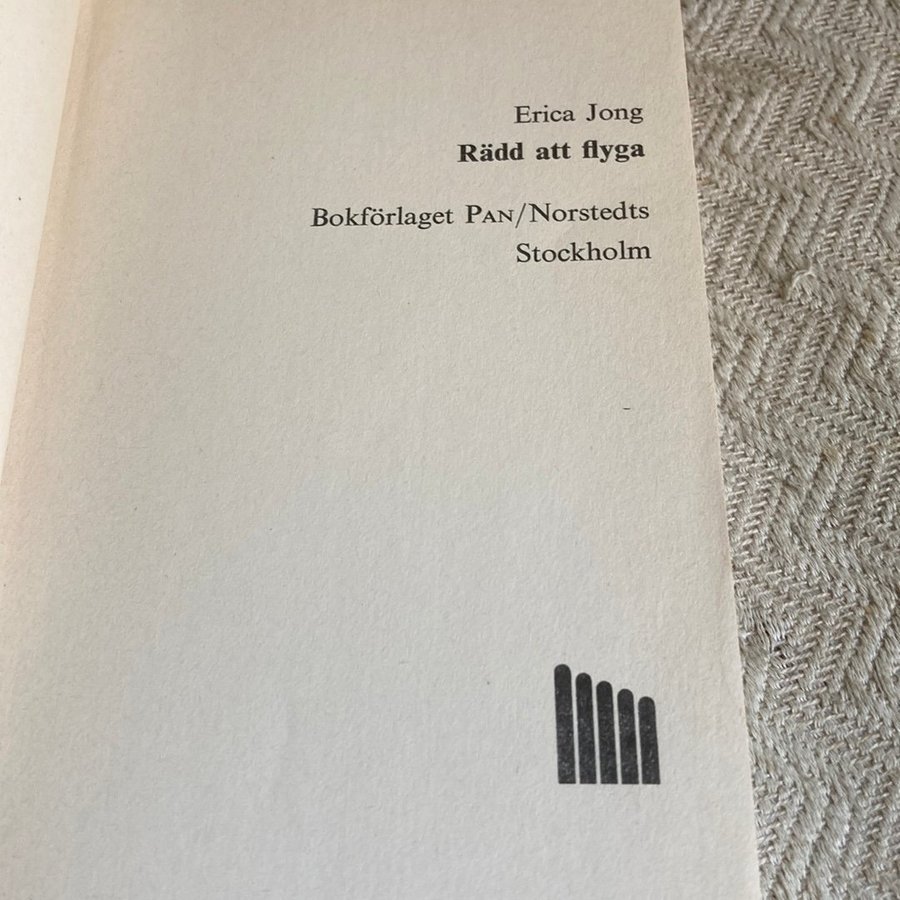 Erica Jong
Rädd att flyga
Bokförlaget PAN/Norstedts
Stockholm